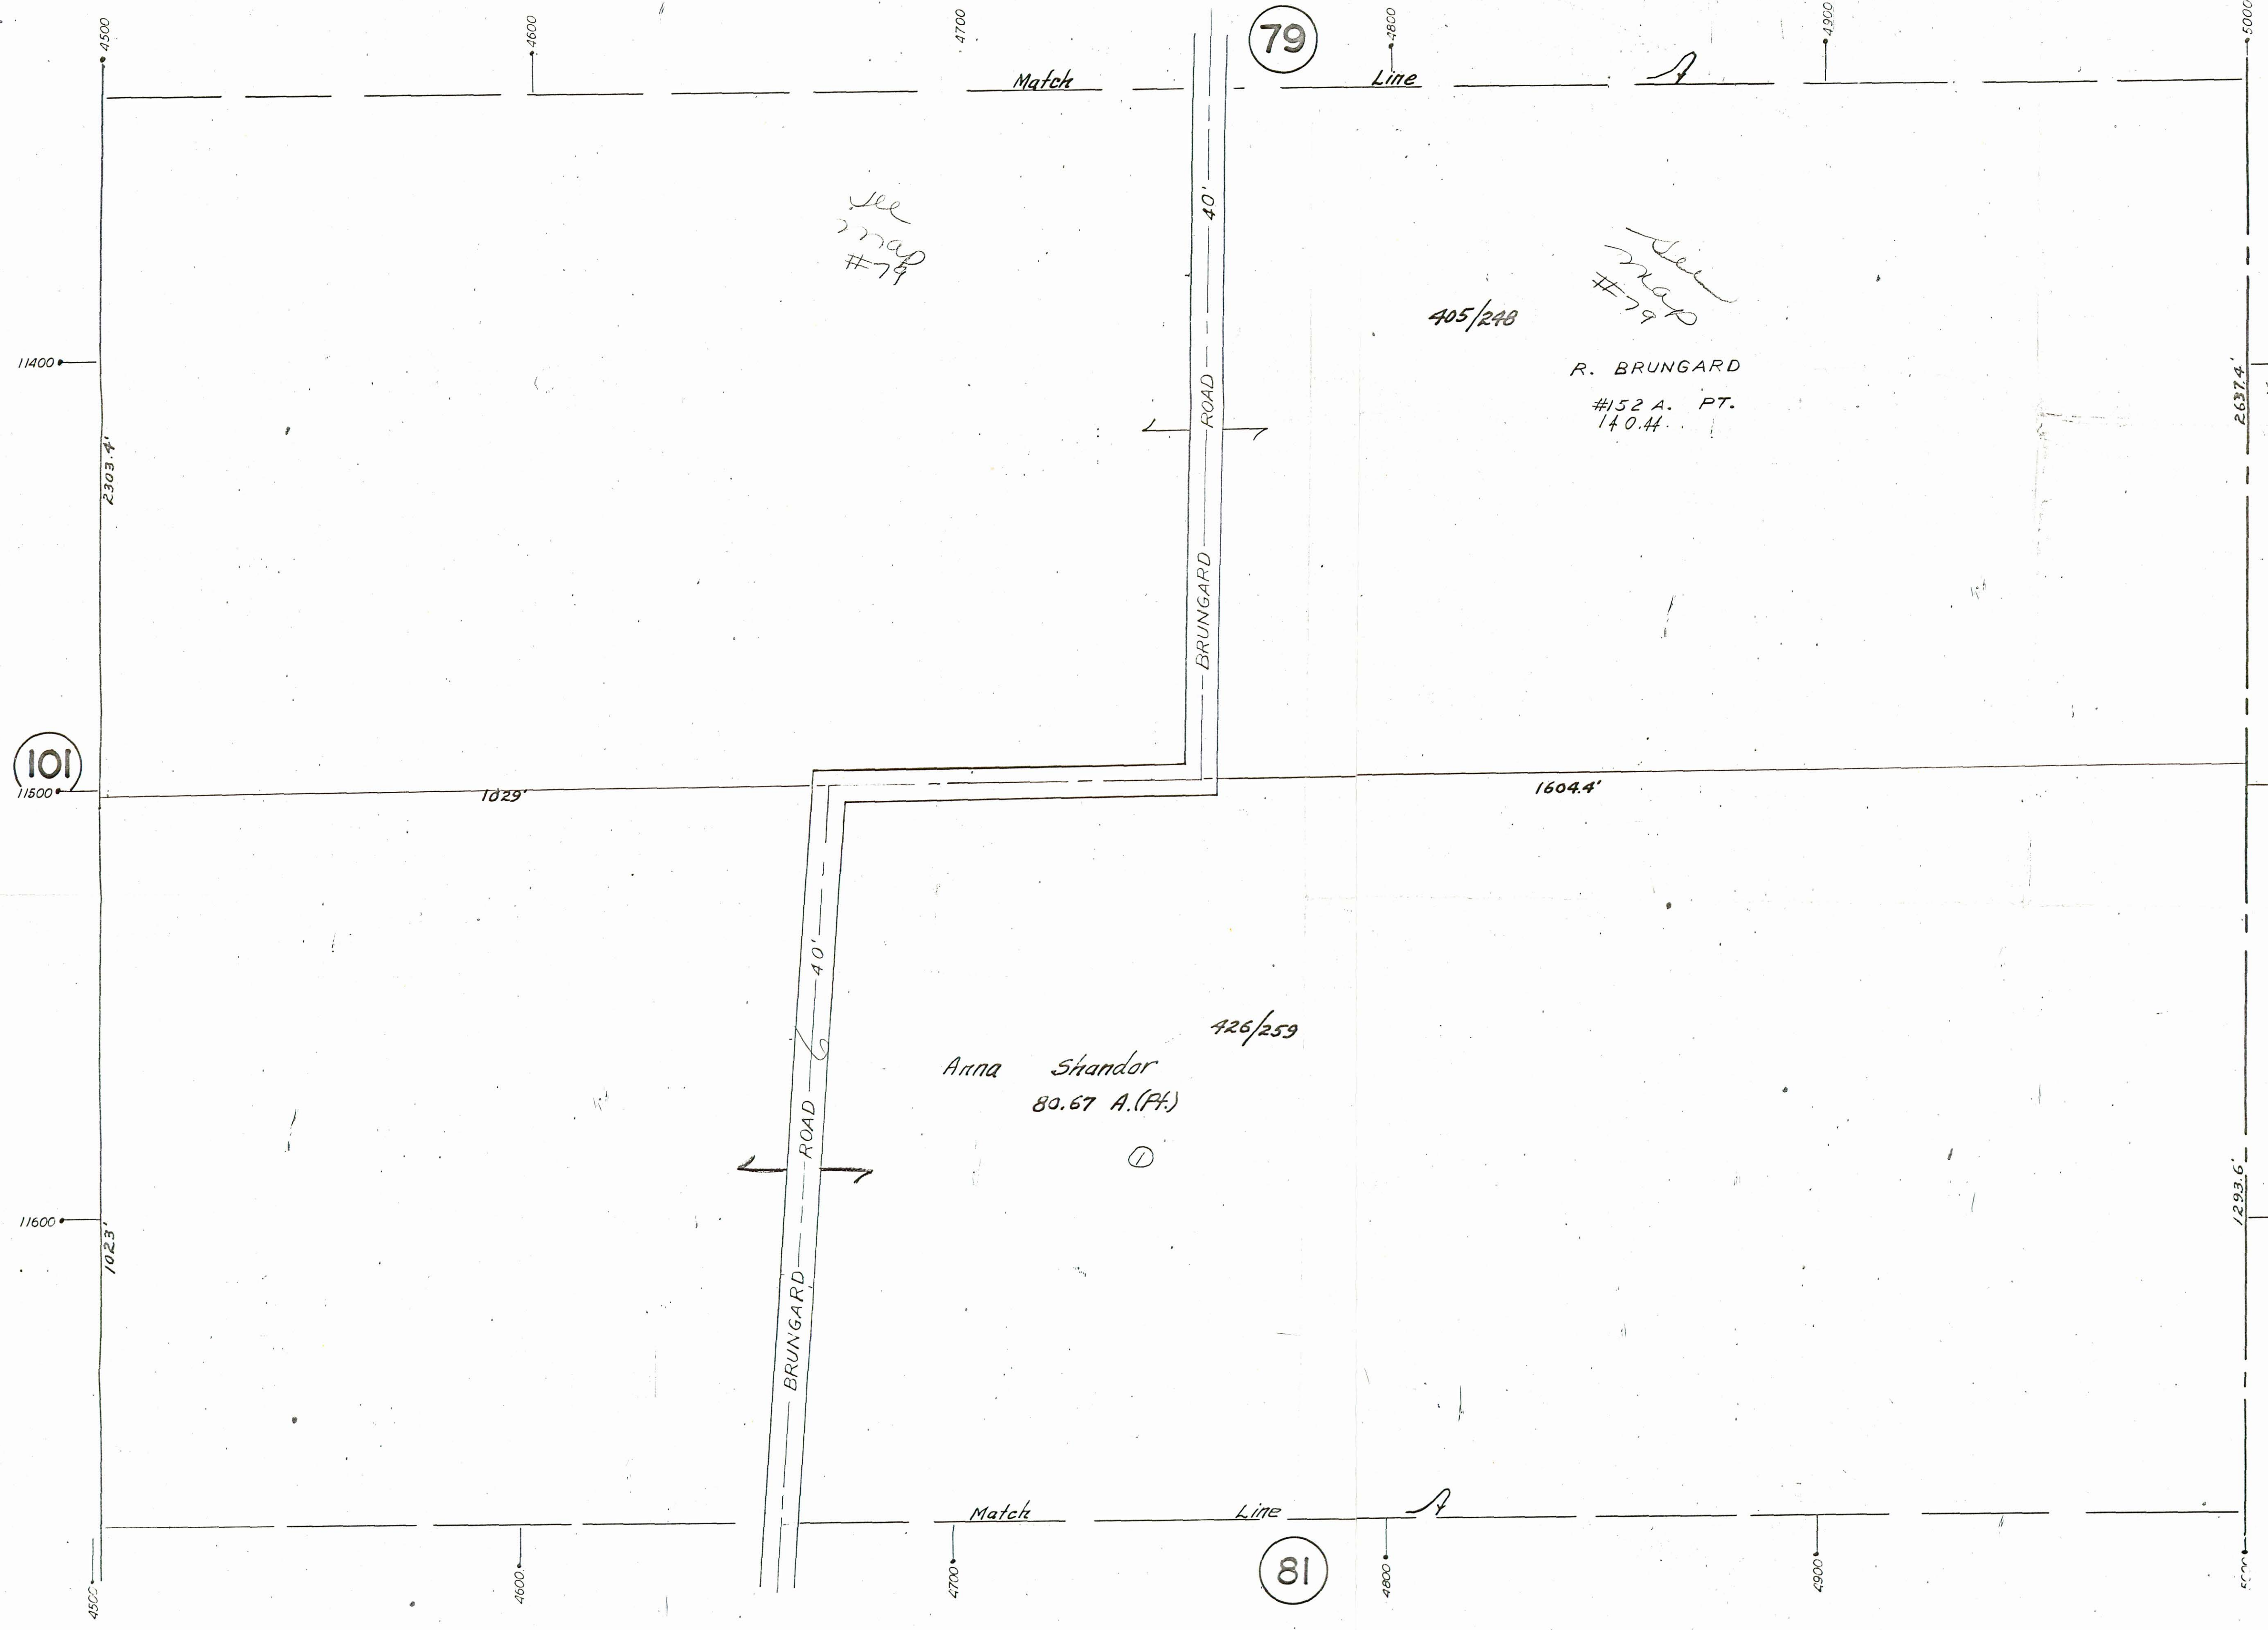 4500
4600
4700
79
4800
4900
5000
Match Line A
40'
See
map
#79
See
Map
#79
405/248
R. BRUNGARD
#152 A. PT.
140.44
11400
2637.4'
2303.4'
BRUNGARD ROAD
101
11500
1029'
1604.4'
40'
426/259
Anna Shandor
80.67 A.(Pt.)
1
BRUNGARD ROAD
11600
1023'
1293.6'
Match Line A
81
4500
4600
4700
4800
4900
5000